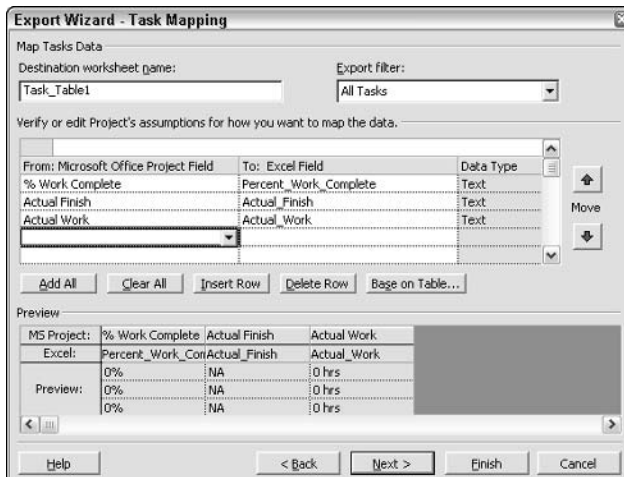 Export Wizard - Task Mapping
Map Tasks Data
Destination worksheet name:
Export filter:
Task_Table1
All Tasks
Verify or edit Project's assumptions for how you want to map the data.
From: Microsoft Office Project Field To: Excel Field Data Type
% Work Complete Percent_Work_Complete Text
Actual Finish Actual_Finish Text
Actual Work Actual_Work Text
Move
Add All Clear All Insert Row Delete Row Base on Table...
Preview
MS Project: % Work Complete Actual Finish Actual Work
Excel: Percent_Work_Con Actual_Finish Actual_Work
Preview:
0% NA 0 hrs
0% NA 0 hrs
0% NA 0 hrs
Help < Back Next > Finish Cancel